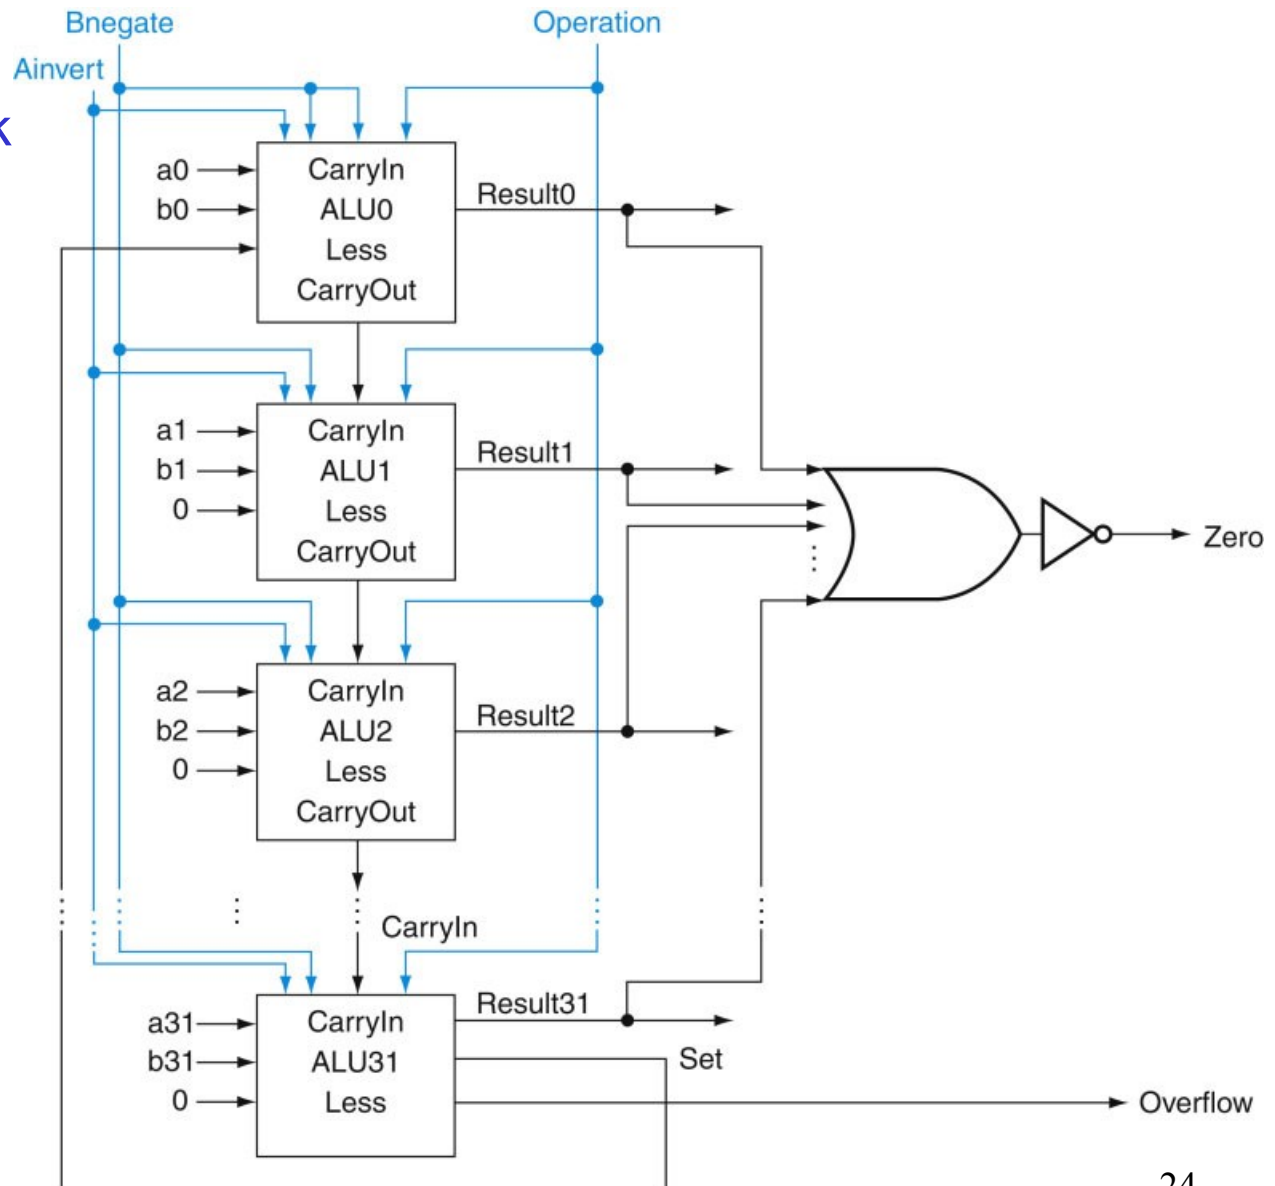 Bnegate
Operation
Ainvert
k
a0
CarryIn
b0
ALU0
Result0
Less
CarryOut
a1
CarryIn
b1
ALU1
Result1
0
Less
CarryOut
Zero
a2
CarryIn
b2
ALU2
Result2
0
Less
CarryOut
CarryIn
a31
CarryIn
Result31
b31
ALU31
Set
0
Less
Overflow
24